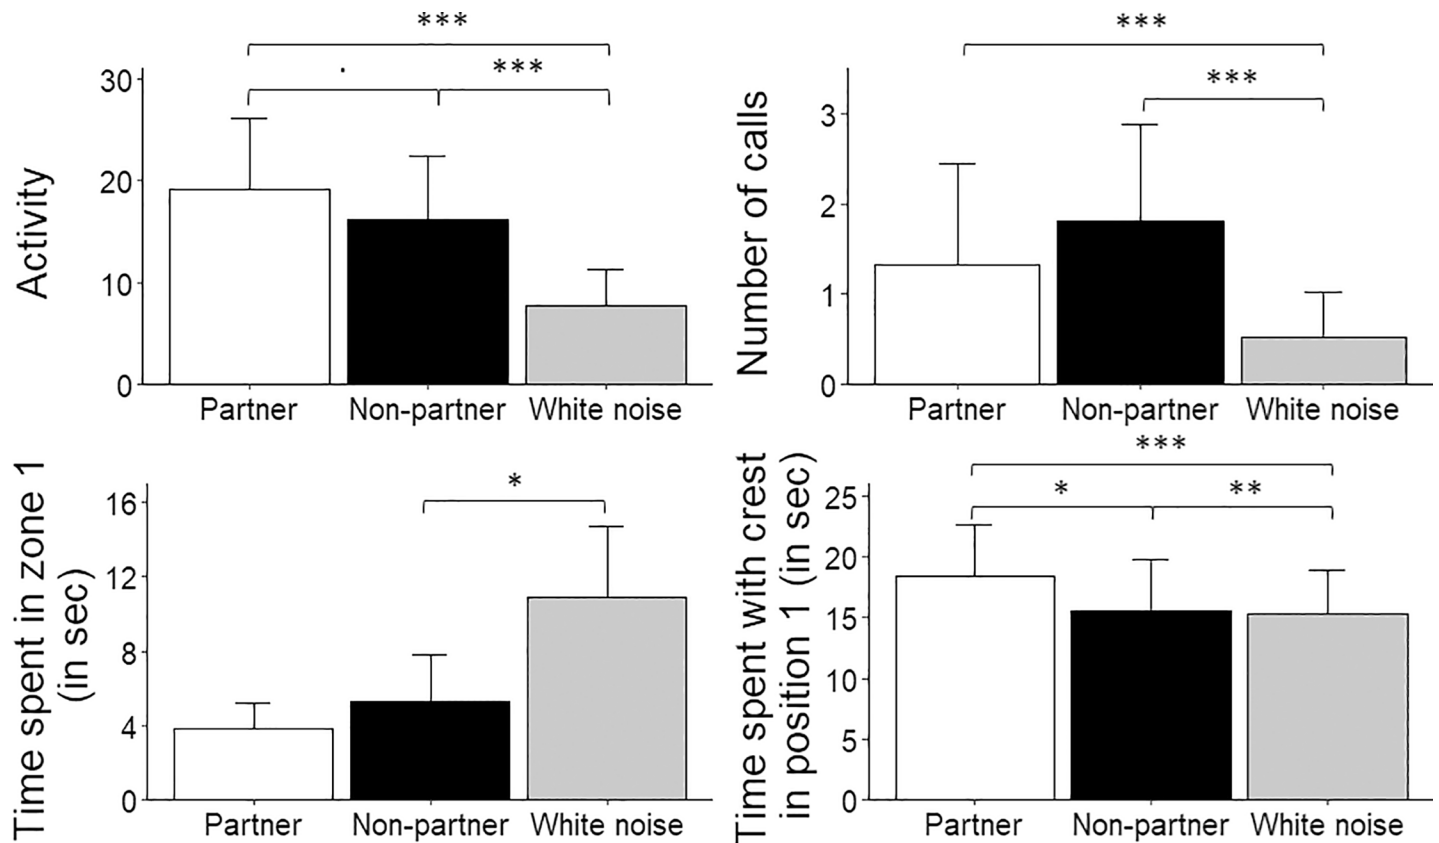 ***
. ***
Activity
30
20
10
0
Partner Non-partner White noise
***
***
Number of calls
3
2
1
0
Partner Non-partner White noise
*
Time spent in zone 1
(in sec)
16
12
8
4
0
Partner Non-partner White noise
***
* **
Time spent with crest
in position 1 (in sec)
25
20
15
10
5
0
Partner Non-partner White noise